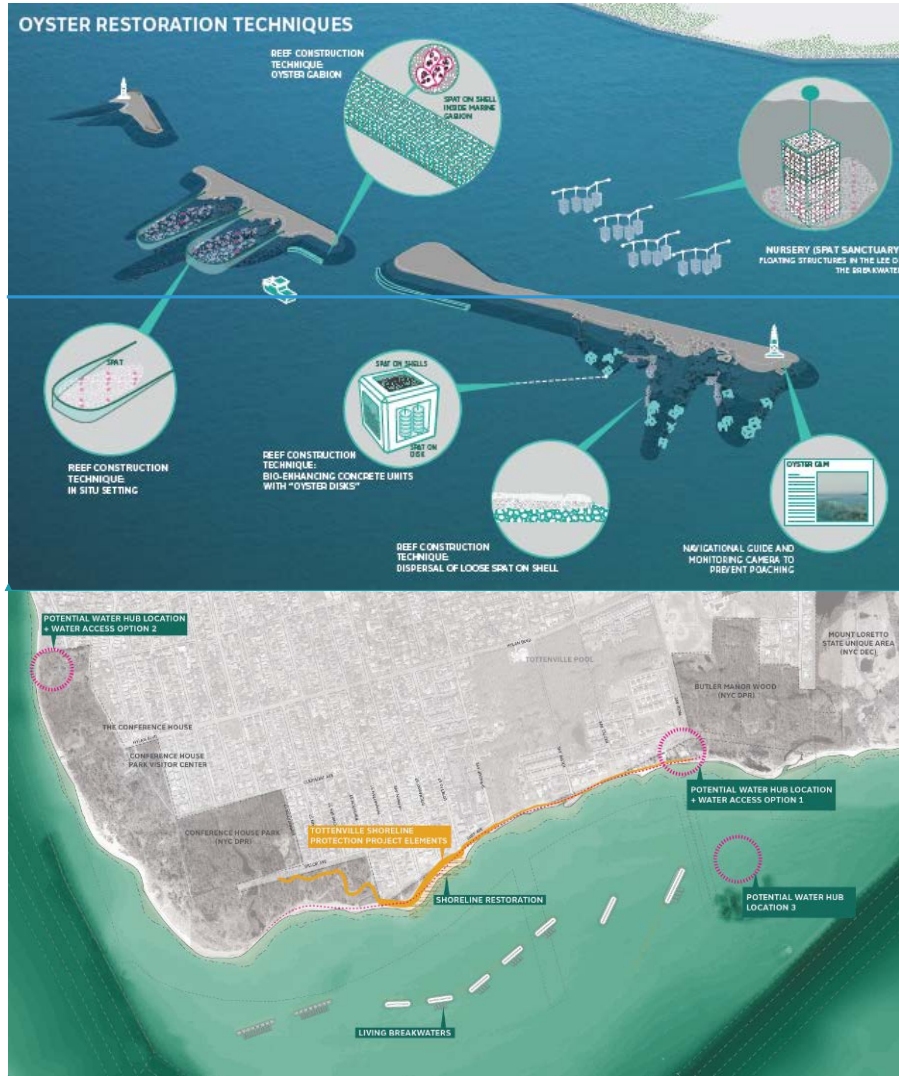 OYSTER RESTORATION TECHNIQUES
REEF CONSTRUCTION
TECHNIQUE:
OYSTER GABION
SPAT ON SHELL
INSIDE MARINE
GABION
NURSERY (SPAT SANCTUARY
FLOATING STRUCTURES IN THE LEE O
THE BREAKWATE
SPAT
REEF CONSTRUCTION
TECHNIQUE:
IN SITU SETTING
SPAT ON SHELLS
SPAT ON
DISK
REEF CONSTRUCTION
TECHNIQUE:
BIO-ENHANCING CONCRETE UNITS
WITH "OYSTER DISKS"
REEF CONSTRUCTION
TECHNIQUE:
DISPERSAL OF LOOSE SPAT ON SHELL
OYSTER CAM
NAVIGATIONAL GUIDE AND
MONITORING CAMERA TO
PREVENT POACHING
POTENTIAL WATER HUB LOCATION
+ WATER ACCESS OPTION 2
MOUNT LORETTO
STATE UNIQUE AREA
(NYC DEC)
TOTTENVILLE POOL
BUTLER MANOR WOOD
(NYC DPR)
THE CONFERENCE HOUSE
CONFERENCE HOUSE
PARK VISITOR CENTER
POTENTIAL WATER HUB LOCATION
+ WATER ACCESS OPTION 1
CONFERENCE HOUSE PARK
(NYC DPR)
TOTTENVILLE SHORELINE
PROTECTION PROJECT ELEMENTS
SHORELINE RESTORATION
POTENTIAL WATER HUB
LOCATION 3
LIVING BREAKWATERS